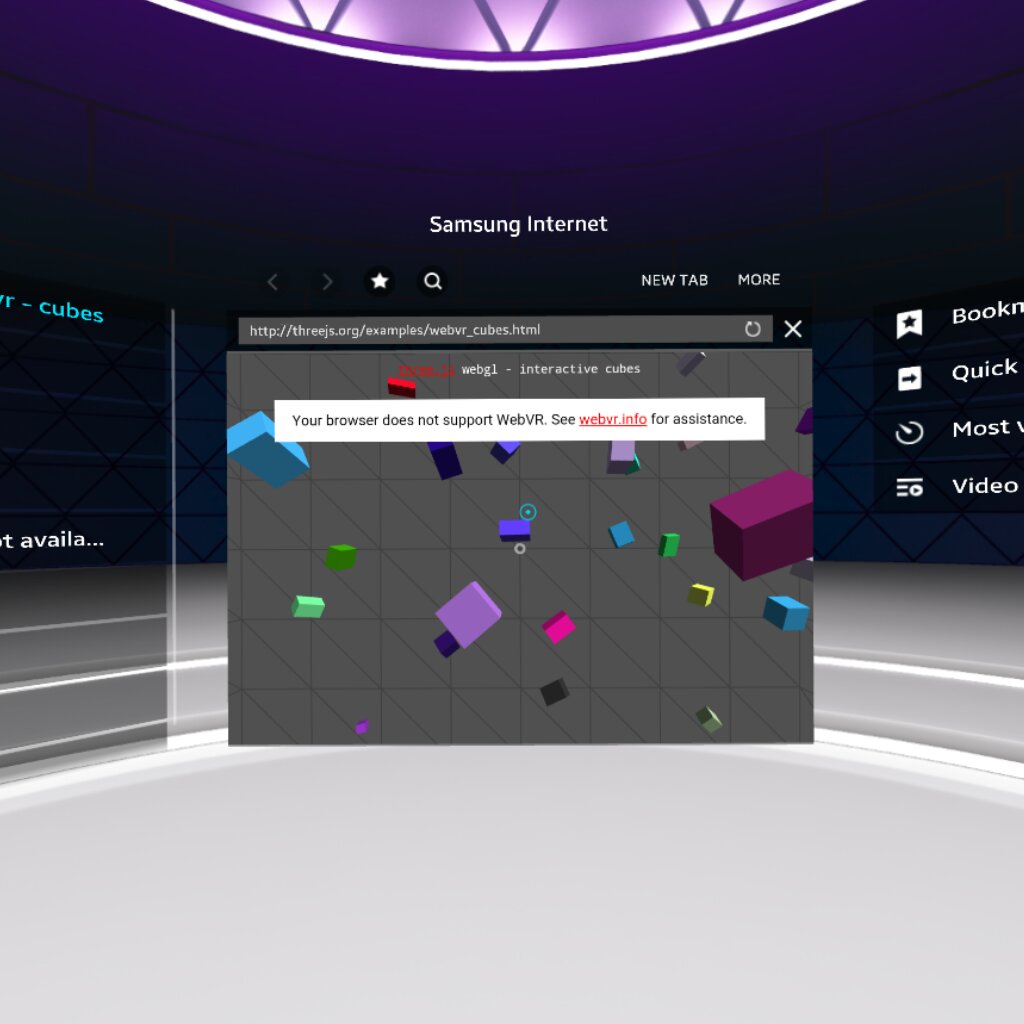 Samsung Internet
NEW TAB MORE
http://threejs.org/examples/webvr_cubes.html
three.js webgl - interactive cubes
Your browser does not support WebVR. See webvr.info for assistance.
vr - cubes
ot availa...
Bookm
Quick
Most v
Video